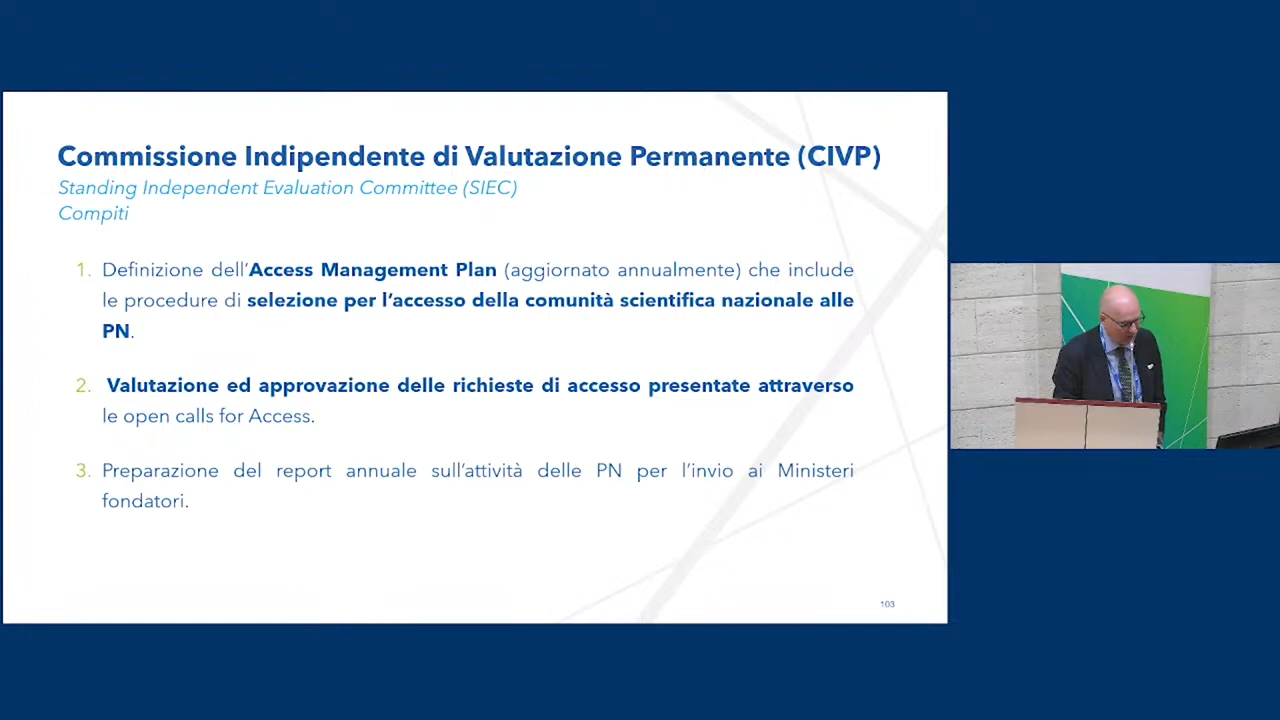 Commissione Indipendente di Valutazione Permanente (CIVP)
Standing Independent Evaluation Committee (SIEC)
Compiti
1. Definizione dell'Access Management Plan (aggiornato annualmente) che include
le procedure di selezione per l'accesso della comunità scientifica nazionale alle
PN.
2. Valutazione ed approvazione delle richieste di accesso presentate attraverso
le open calls for Access.
3. Preparazione del report annuale sull'attività delle PN per l'invio ai Ministeri
fondatori.
103